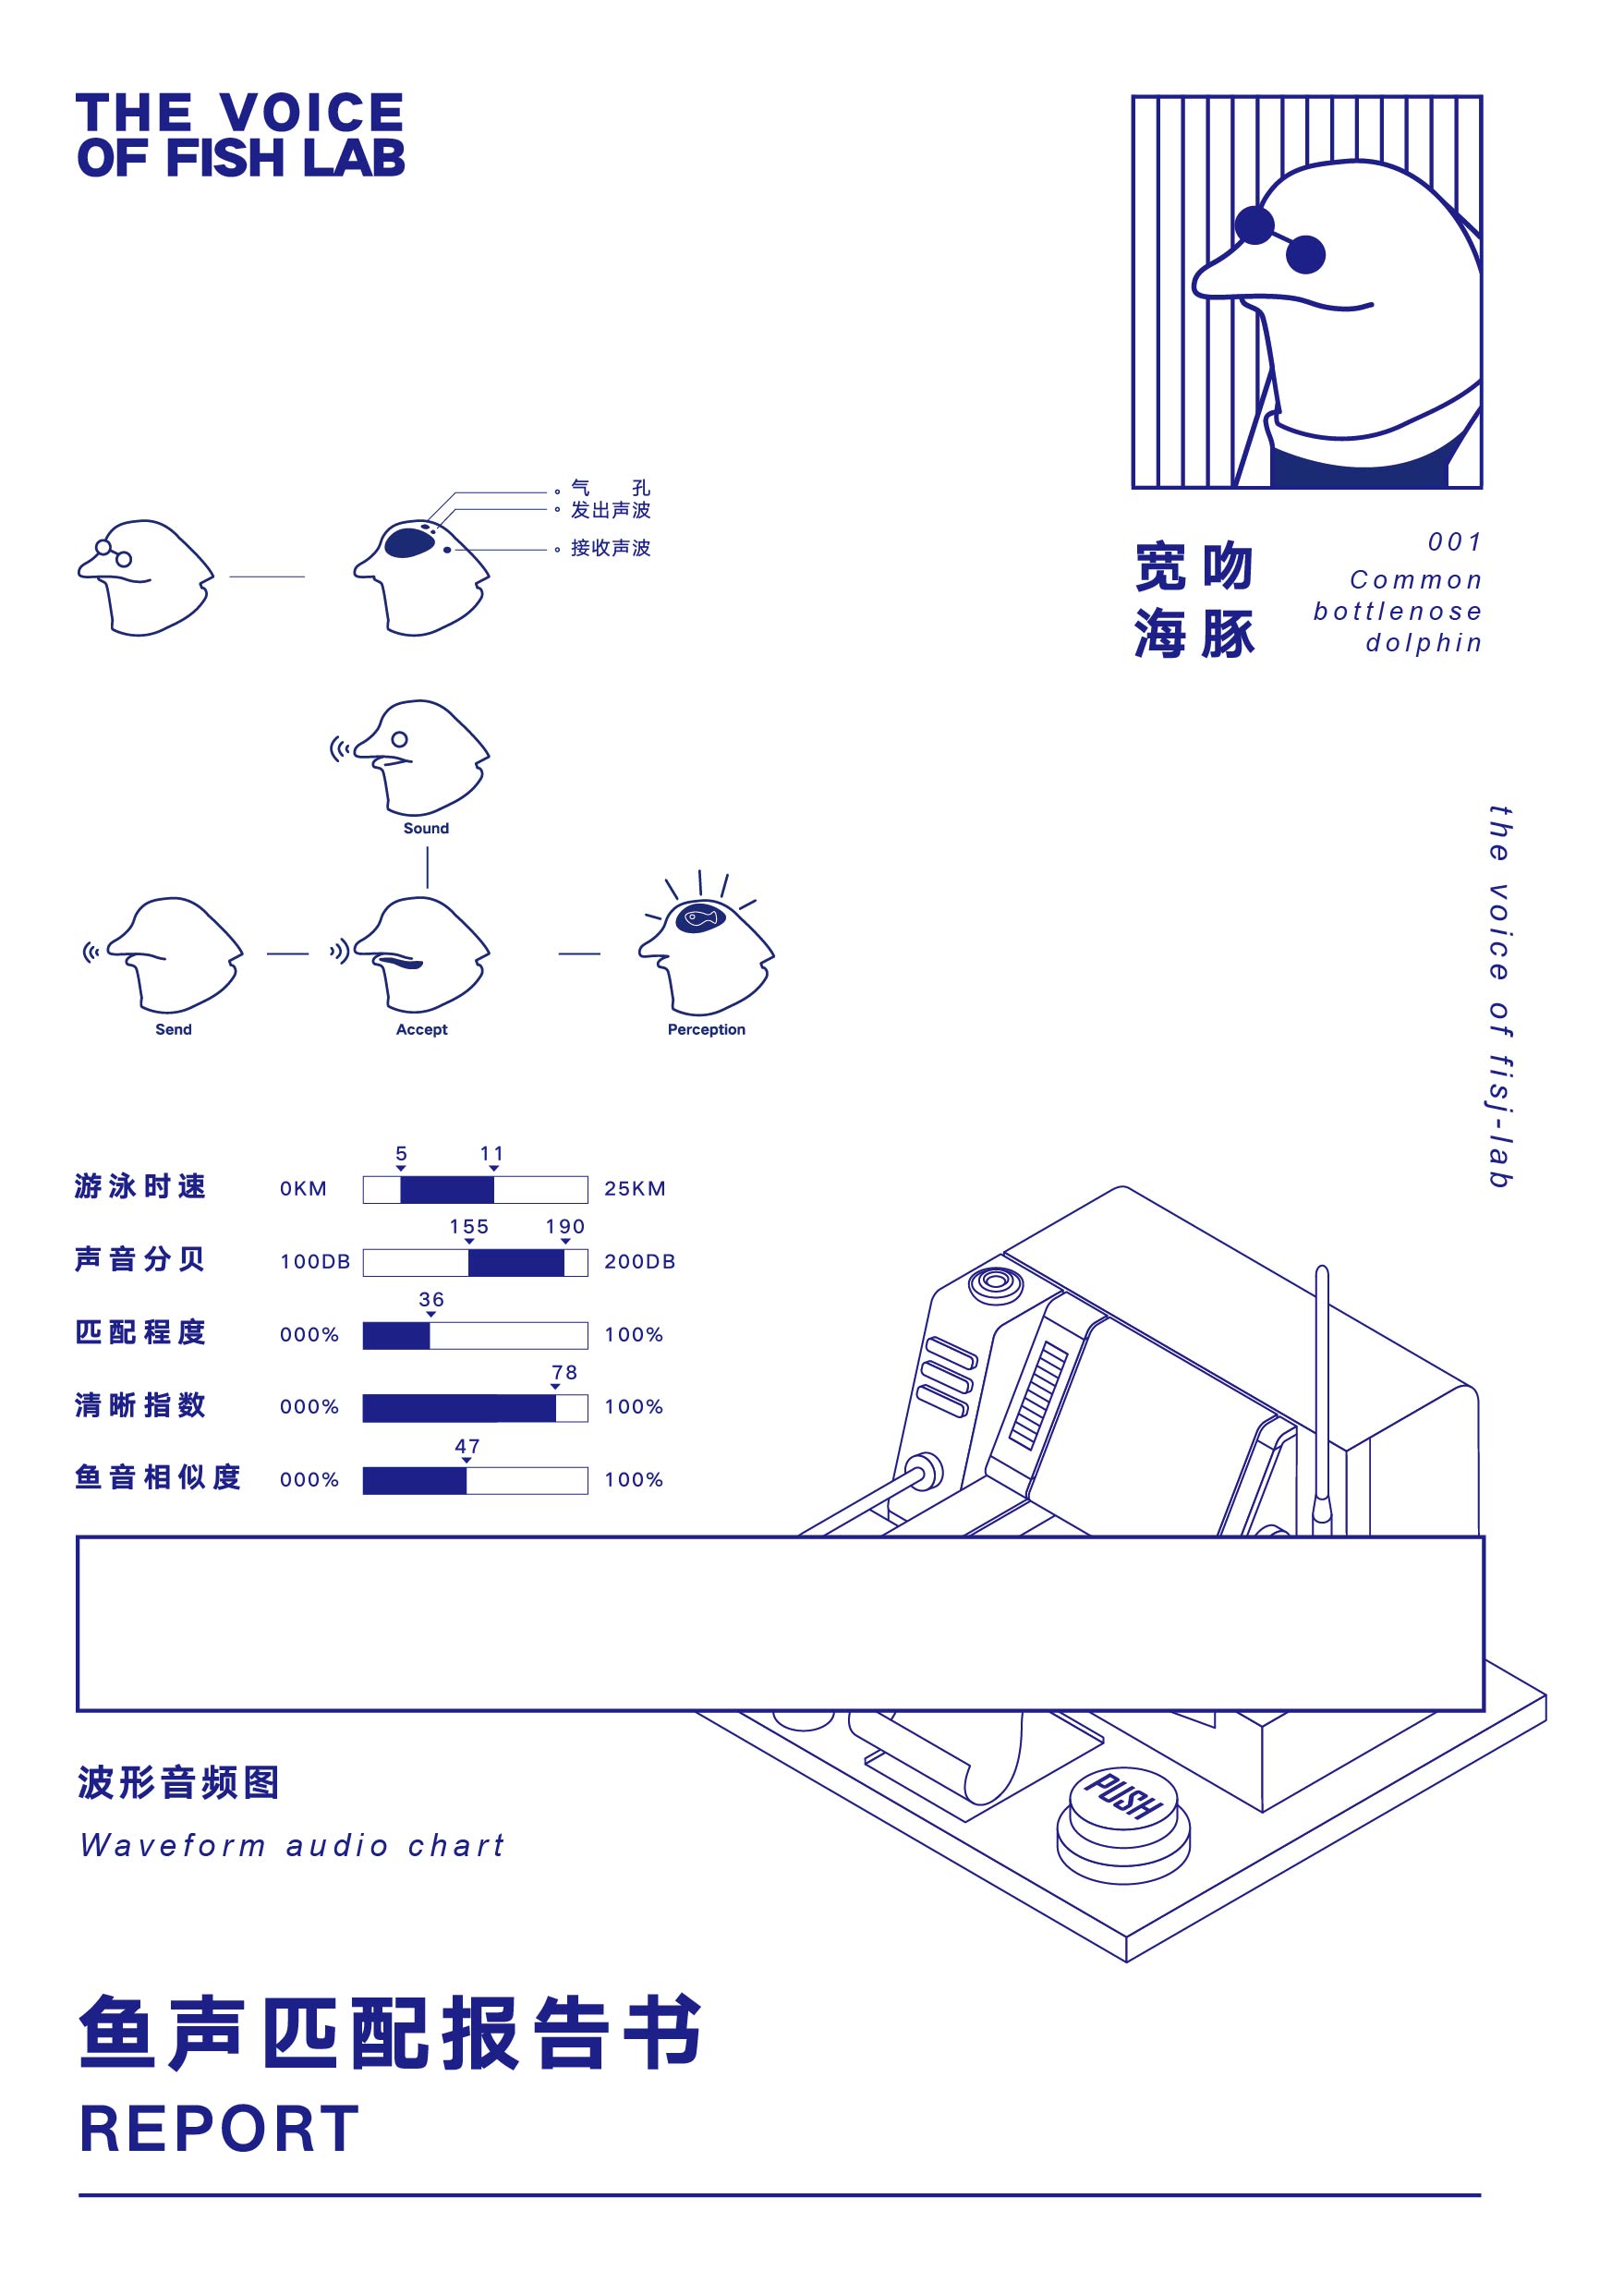 THE VOICE
OF FISH LAB
气 孔
发出声波
接收声波
宽吻
海豚
001
Common
bottlenose
dolphin
Sound
Send
Accept
Perception
the voice of fisj-lab
5 11
游泳时速 0KM 25KM
155 190
声音分贝 100DB 200DB
36
匹配程度 000% 100%
78
清晰指数 000% 100%
47
鱼音相似度 000% 100%
PUSH
波形音频图
Waveform audio chart
鱼声匹配报告书
REPORT